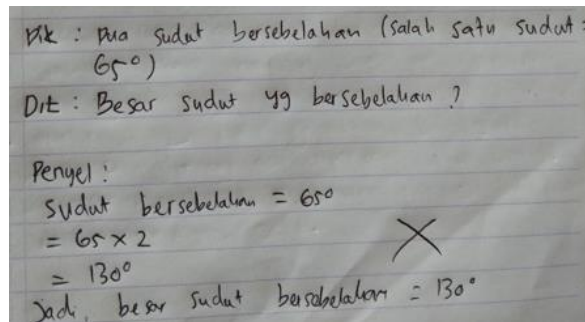 Dik : Dua sudut bersebelahan (salah satu sudut =
65°)
Dit : Besar sudut yg bersebelahan ?
Penyel :
Sudut bersebelahan = 65°
= 65 × 2
= 130°
Jadi, besar sudut bersebelahan = 130°